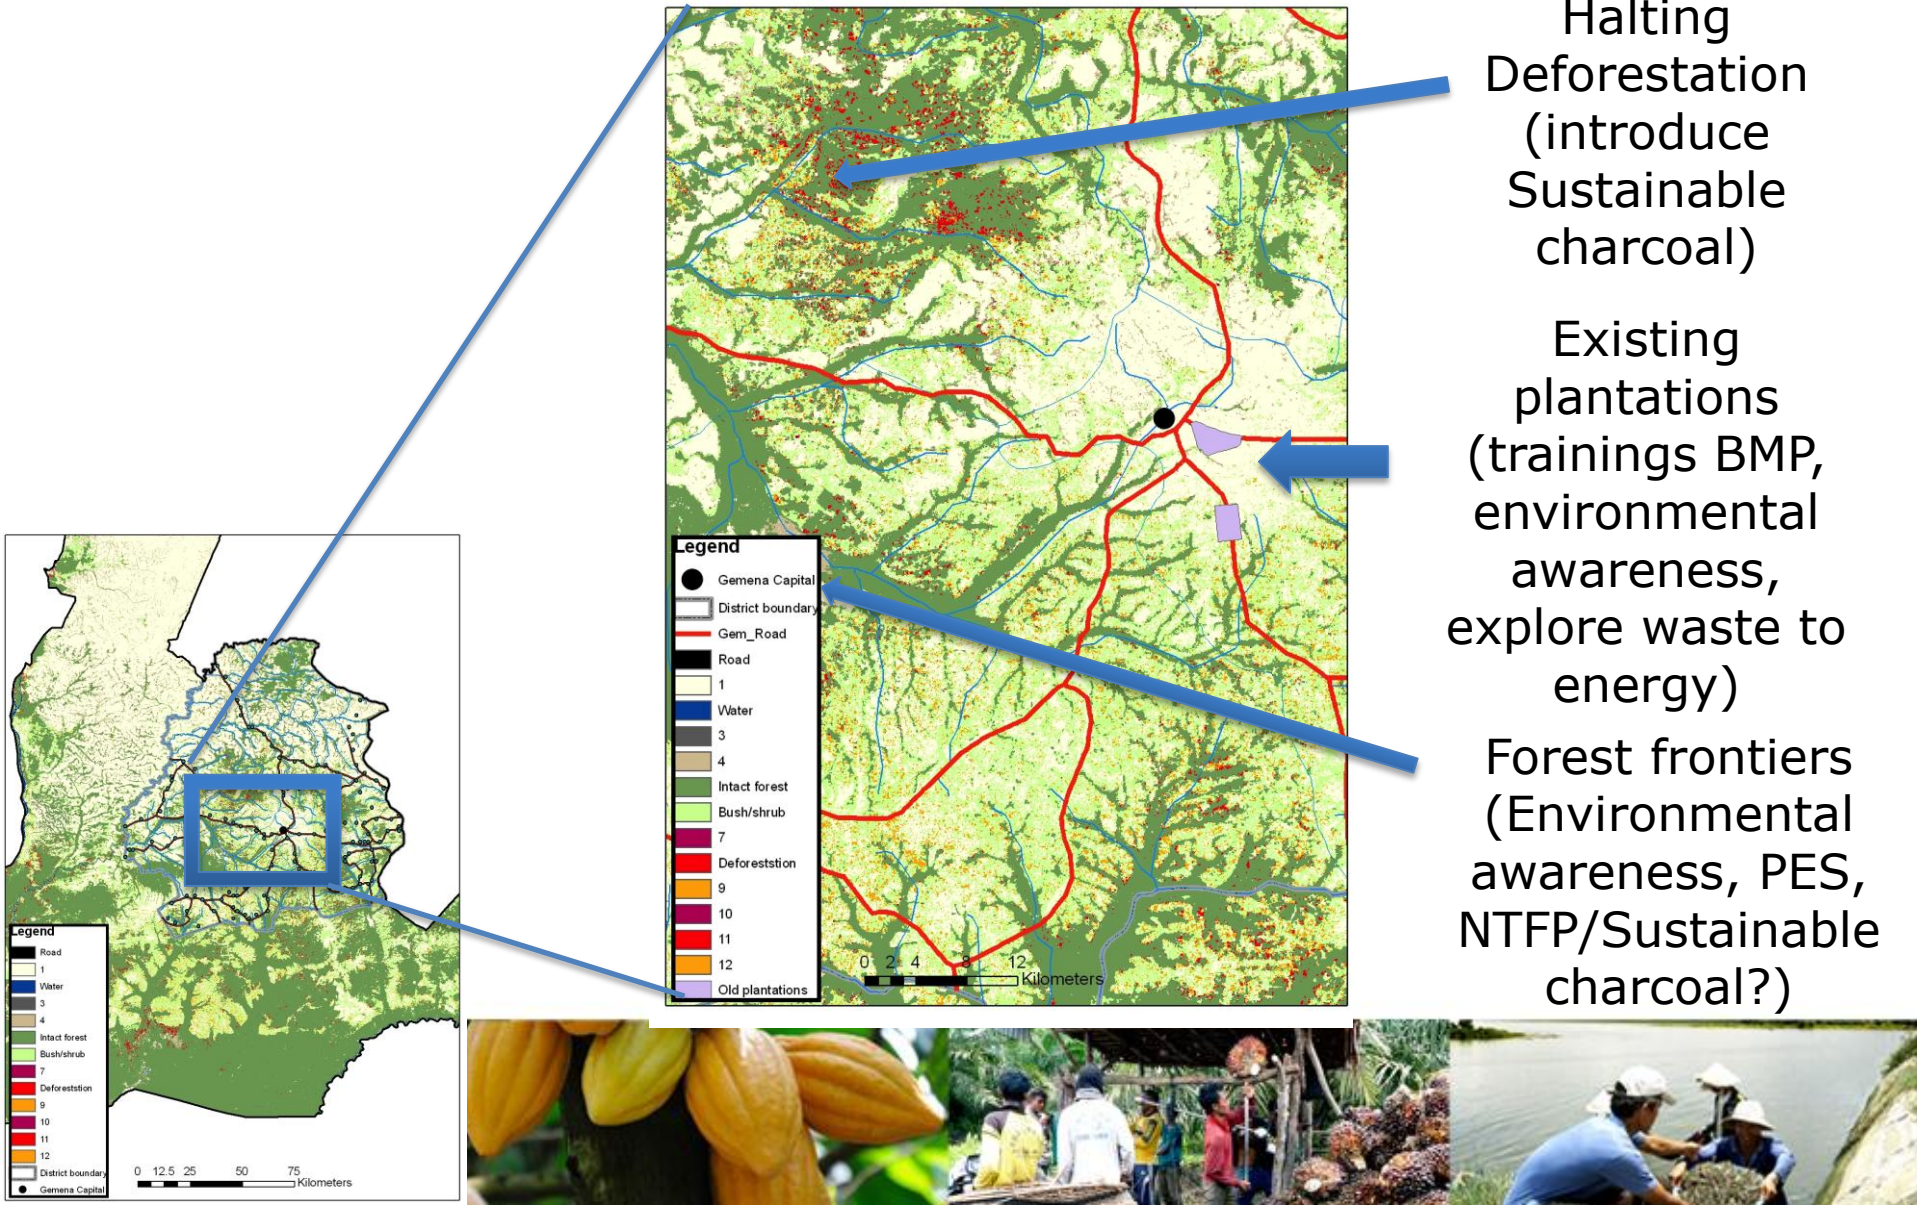 Halting
Deforestation
(introduce
Sustainable
charcoal)
Existing
plantations
(trainings BMP,
environmental
awareness,
explore waste to
energy)
Forest frontiers
(Environmental
awareness, PES,
NTFP/Sustainable
charcoal?)
Legend
Gemena Capital
District boundary
Gem_Road
Road
1
Water
3
4
Intact forest
Bush/shrub
7
Deforeststion
9
10
11
12
Old plantations
0 2 4 8 12
Kilometers
Legend
Road
1
Water
3
4
Intact forest
Bush/shrub
7
Deforeststion
9
10
11
12
District boundary
Gemena Capital
0 12.5 25 50 75
Kilometers